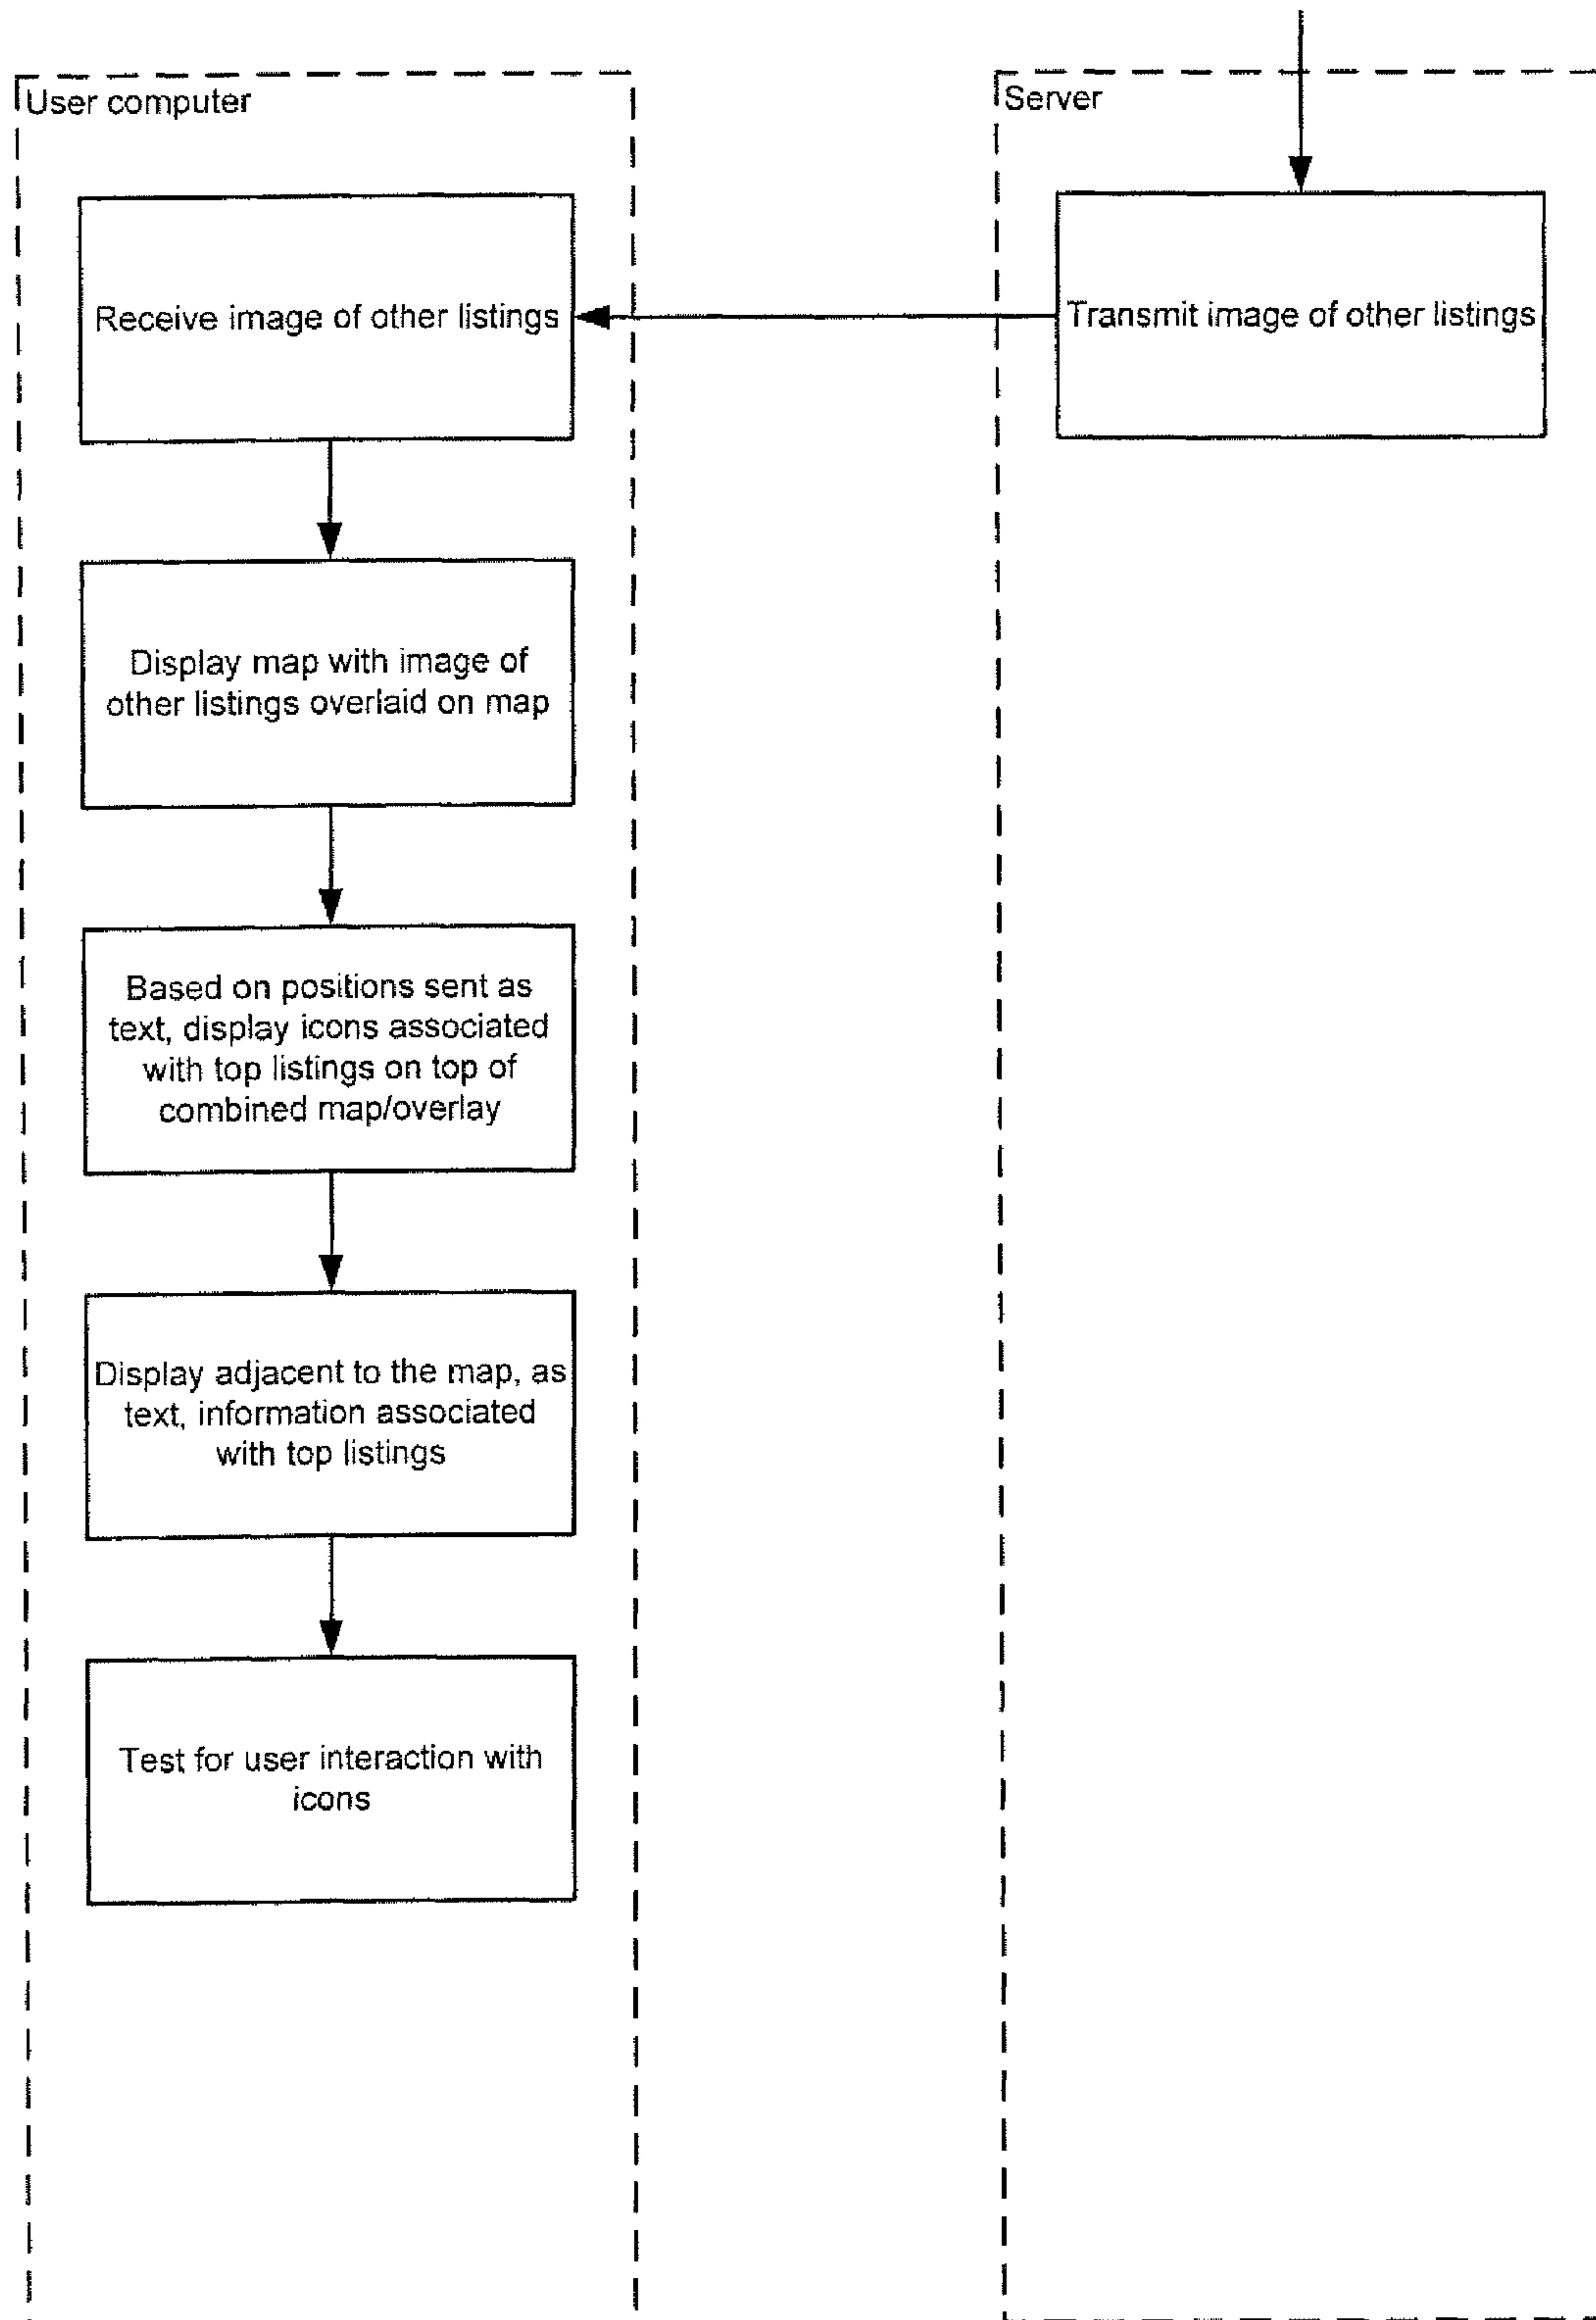 User computer
Server
Receive image of other listings
Transmit image of other listings
Display map with image of
other listings overlaid on map
Based on positions sent as
text, display icons associated
with top listings on top of
combined map/overlay
Display adjacent to the map, as
text, information associated
with top listings
Test for user interaction with
icons